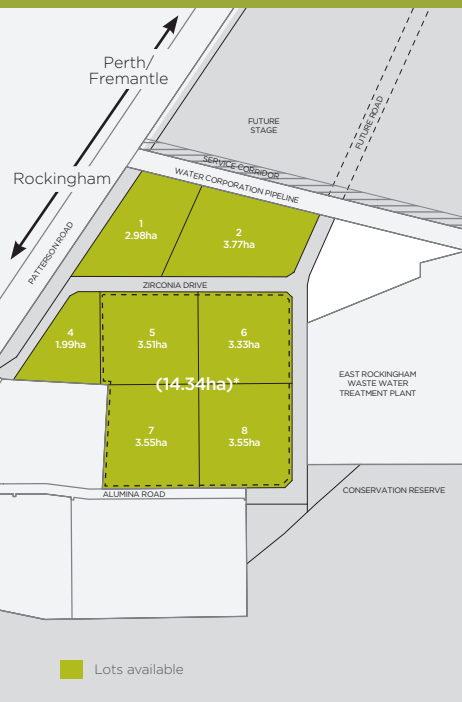 Perth/
Fremantle
FUTURE
STAGE
FUTURE ROAD
SERVICE CORRIDOR
WATER CORPORATION PIPELINE
Rockingham
PATTERSON ROAD
1
2.98ha
2
3.77ha
ZIRCONIA DRIVE
4
1.99ha
5
3.51ha
6
3.33ha
(14.34ha)*
EAST ROCKINGHAM
WASTE WATER
TREATMENT PLANT
7
3.55ha
8
3.55ha
ALUMINA ROAD
CONSERVATION RESERVE
Lots available